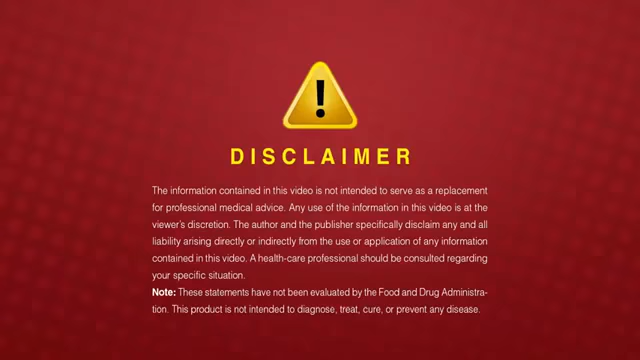 !
DISCLAIMER
The information contained in this video is not intended to serve as a replacement
for professional medical advice. Any use of the information in this video is at the
viewer's discretion. The author and the publisher specifically disclaim any and all
liability arising directly or indirectly from the use or application of any information
contained in this video. A health-care professional should be consulted regarding
your specific situation.
Note: These statements have not been evaluated by the Food and Drug Administra-
tion. This product is not intended to diagnose, treat, cure, or prevent any disease.